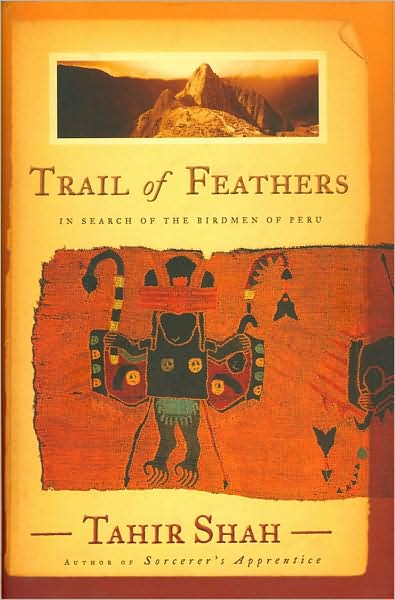 TRAIL of FEATHERS
IN SEARCH OF THE BIRDMEN OF PERU
— TAHIR SHAH —
AUTHOR OF Sorcerer's Apprentice